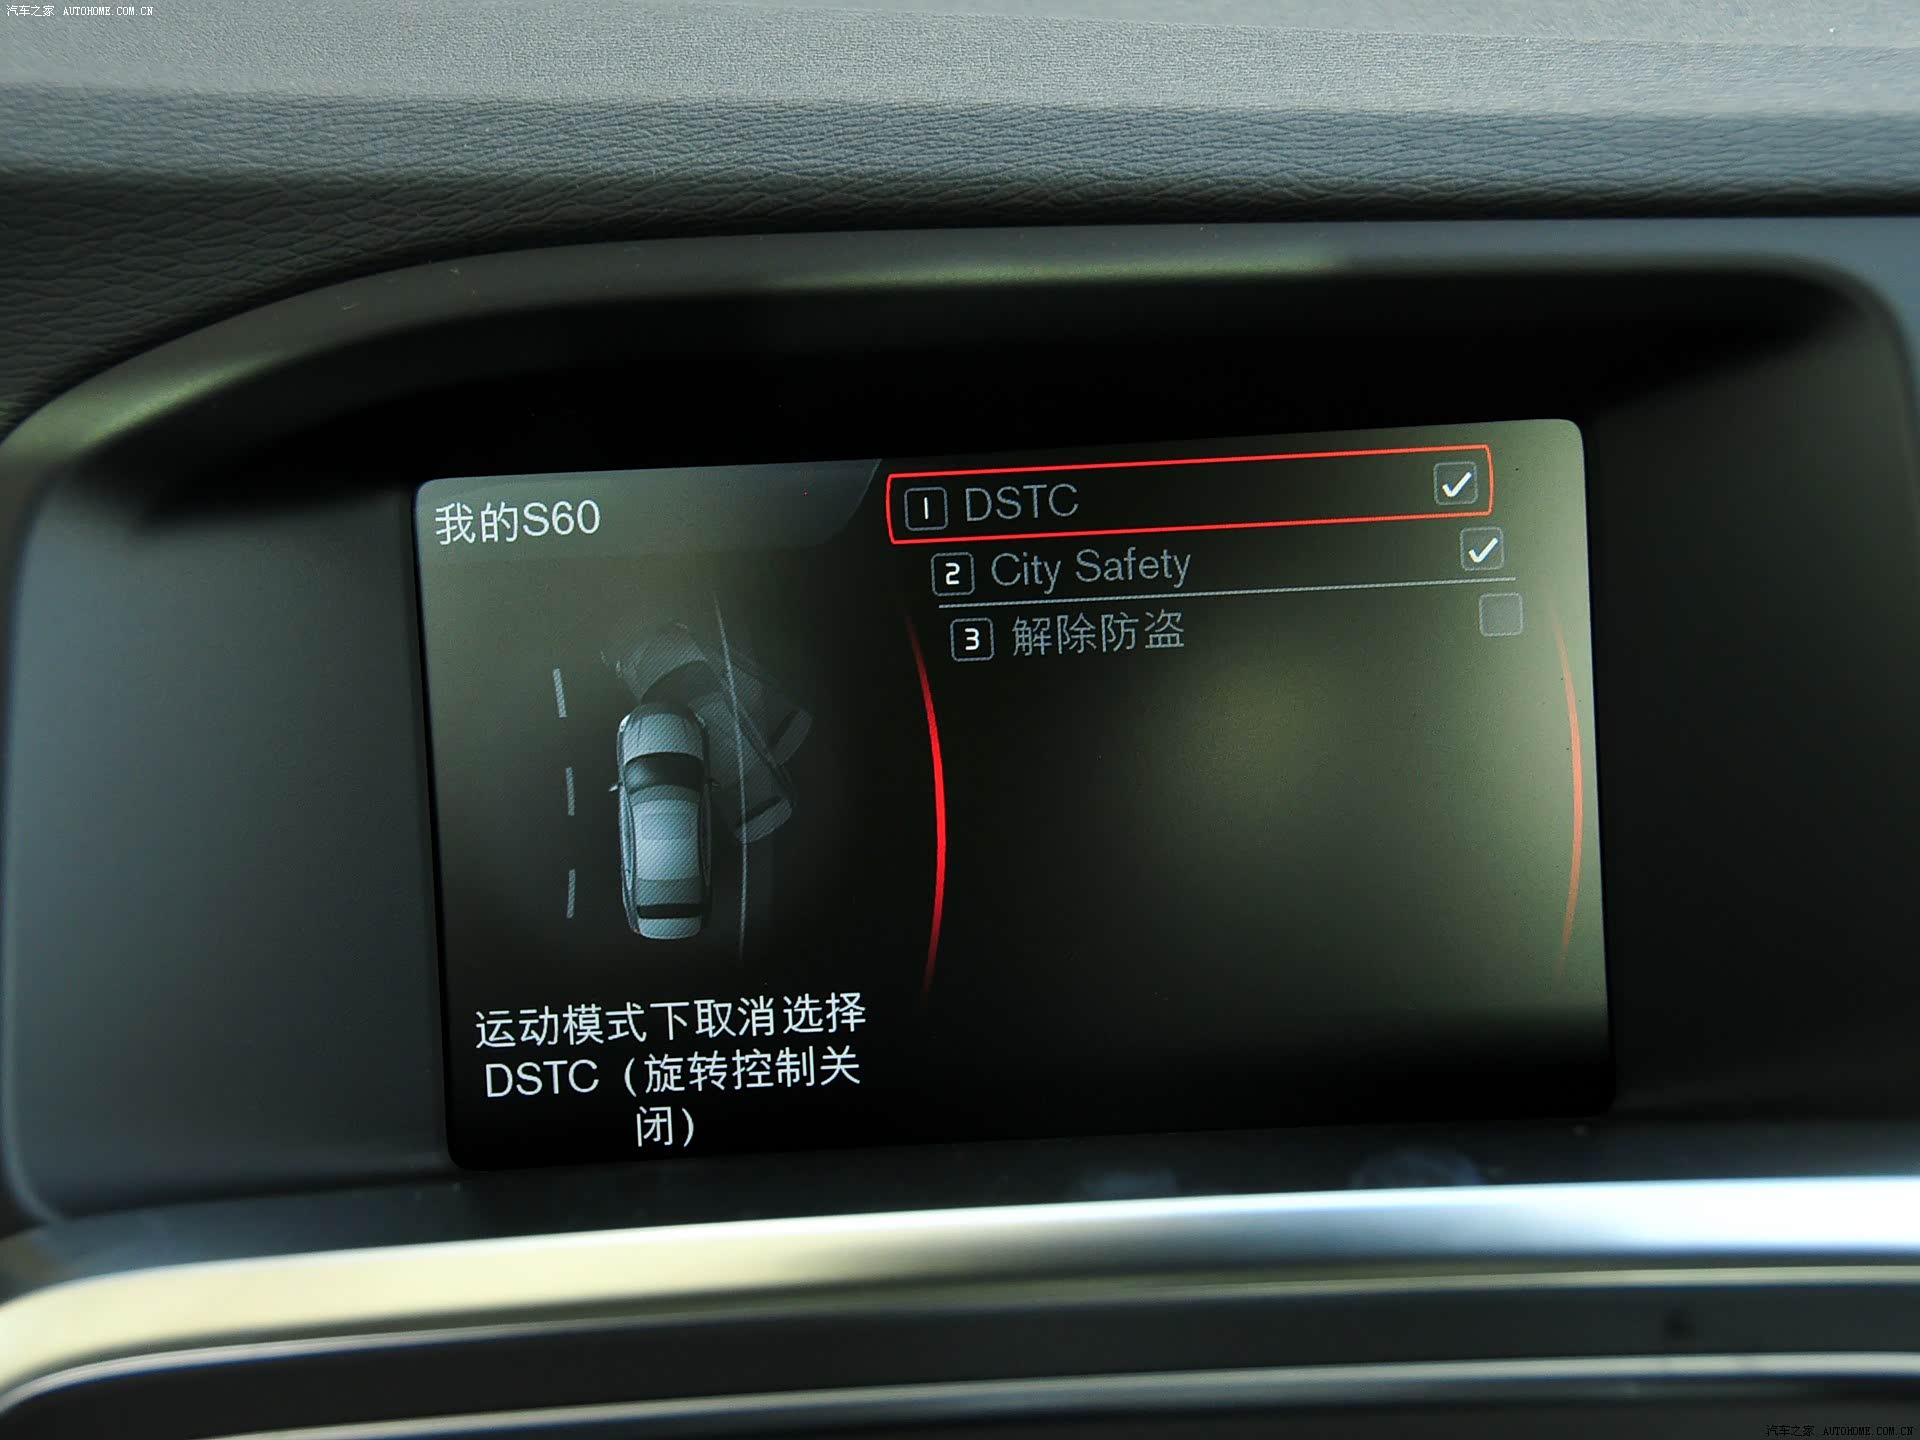 汽车之家 AUTOHOME.COM.CN
我的S60
1 DSTC
2 City Safety
3 解除防盗
运动模式下取消选择
DSTC（旋转控制关
闭）
汽车之家 AUTOHOME.COM.CN